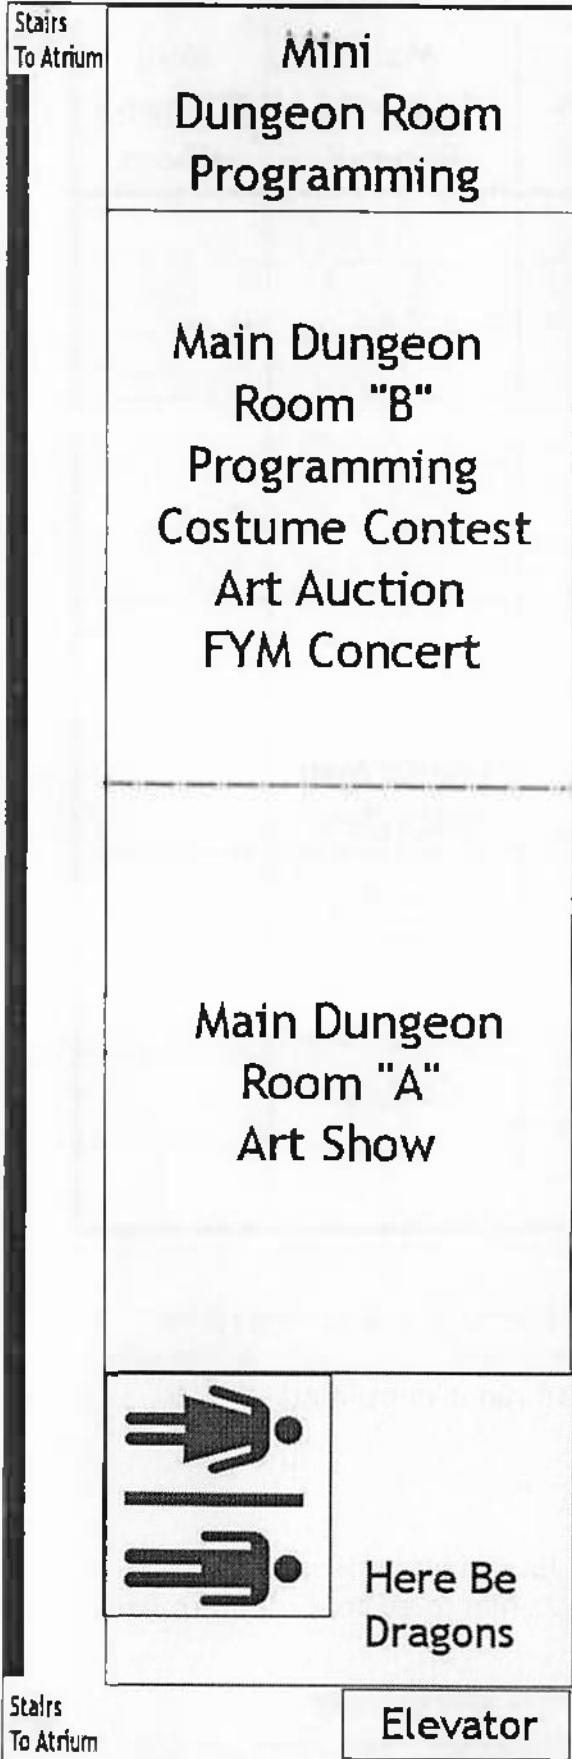 Stairs
To Atrium
Mini
Dungeon Room
Programming
Main Dungeon
Room "B"
Programming
Costume Contest
Art Auction
FYM Concert
Main Dungeon
Room "A"
Art Show
Here Be
Dragons
Stairs
To Atrium
Elevator